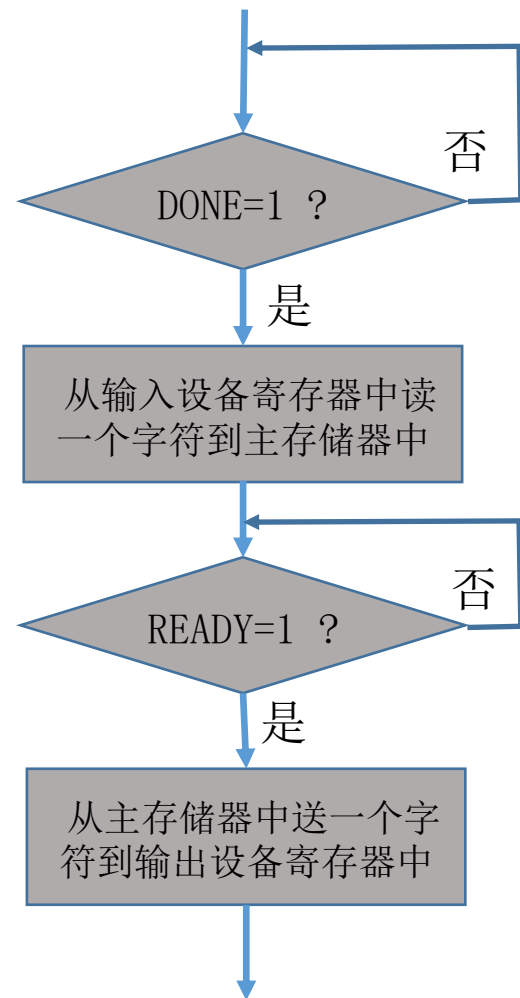 否
DONE=1 ?
是
从输入设备寄存器中读
一个字符到主存储器中
否
READY=1 ?
是
从主存储器中送一个字
符到输出设备寄存器中